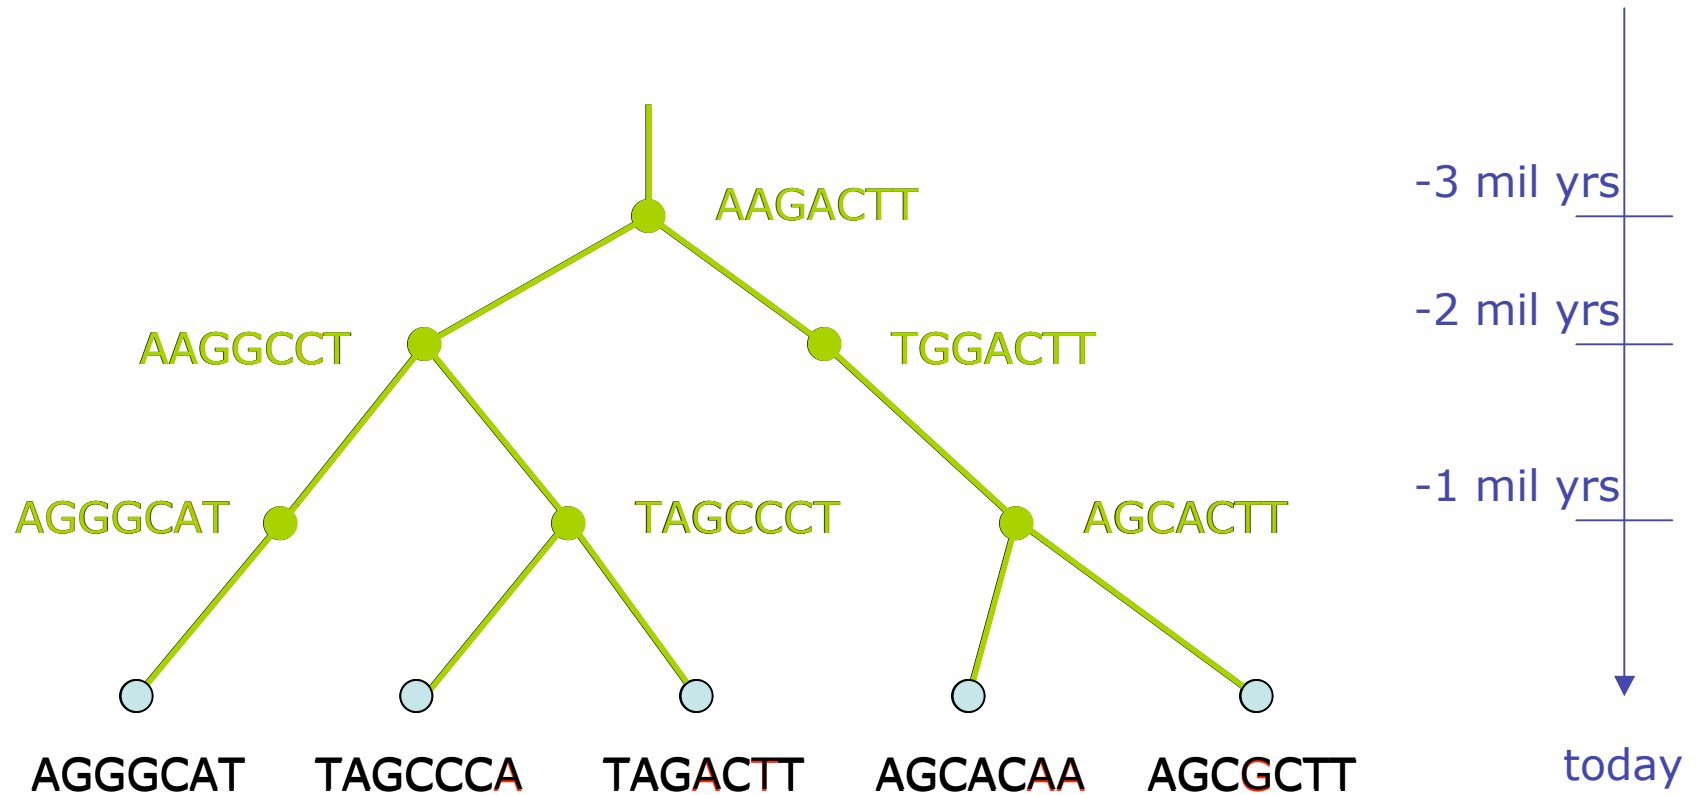 AAGACTT
-3 mil yrs
AAGGCCT
TGGACTT
-2 mil yrs
AGGGCAT
TAGCCCT
AGCACTT
-1 mil yrs
AGGGCAT
TAGCCCA
TAGACTT
AGCACAA
AGCGCTT
today